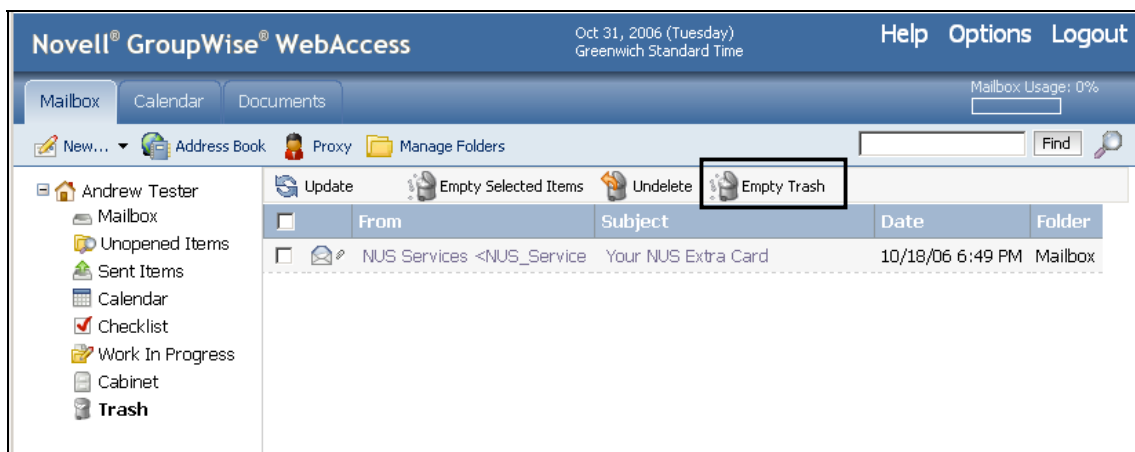 Novell® GroupWise® WebAccess
Oct 31, 2006 (Tuesday)
Greenwich Standard Time
Help Options Logout
Mailbox Calendar Documents
Mailbox Usage: 0%
New... Address Book Proxy Manage Folders Find
Andrew Tester
Mailbox
Unopened Items
Sent Items
Calendar
Checklist
Work In Progress
Cabinet
Trash
Update Empty Selected Items Undelete Empty Trash
From Subject Date Folder
NUS Services <NUS_Service Your NUS Extra Card 10/18/06 6:49 PM Mailbox